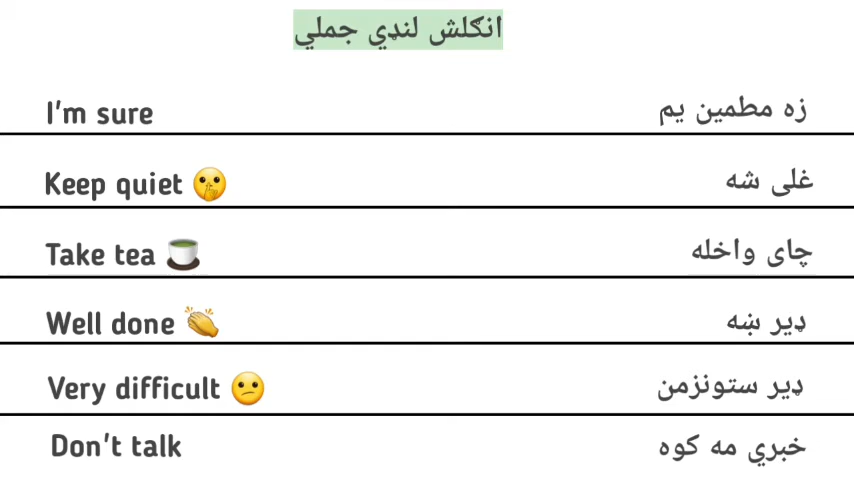 انګلش لنډي جملي
I'm sure زه مطمین یم
Keep quiet 🤫 غلی شه
Take tea 🍵 چای واخله
Well done 👏 ډیر ښه
Very difficult 😕 ډیر ستونزمن
Don't talk خبري مه کوه